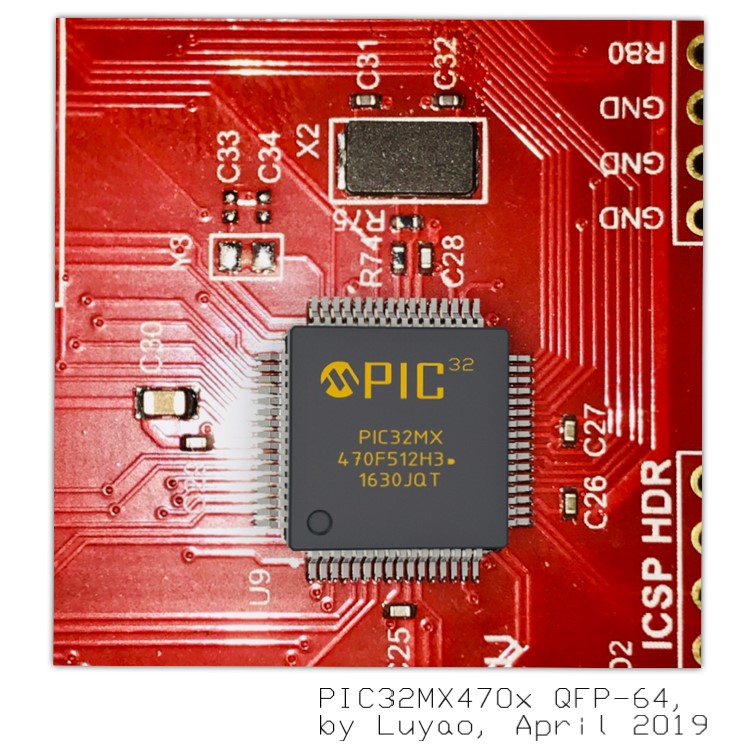 C31
C32
RB0
GND
C33
C34
X2
GND
R76
GND
R74
C28
C30
PIC32
PIC32MX
470F512H3
1630JQT
C27
C26
ICSP HDR
U9
C25
D2
PIC32MX470x QFP-64,
by Luyao, April 2019